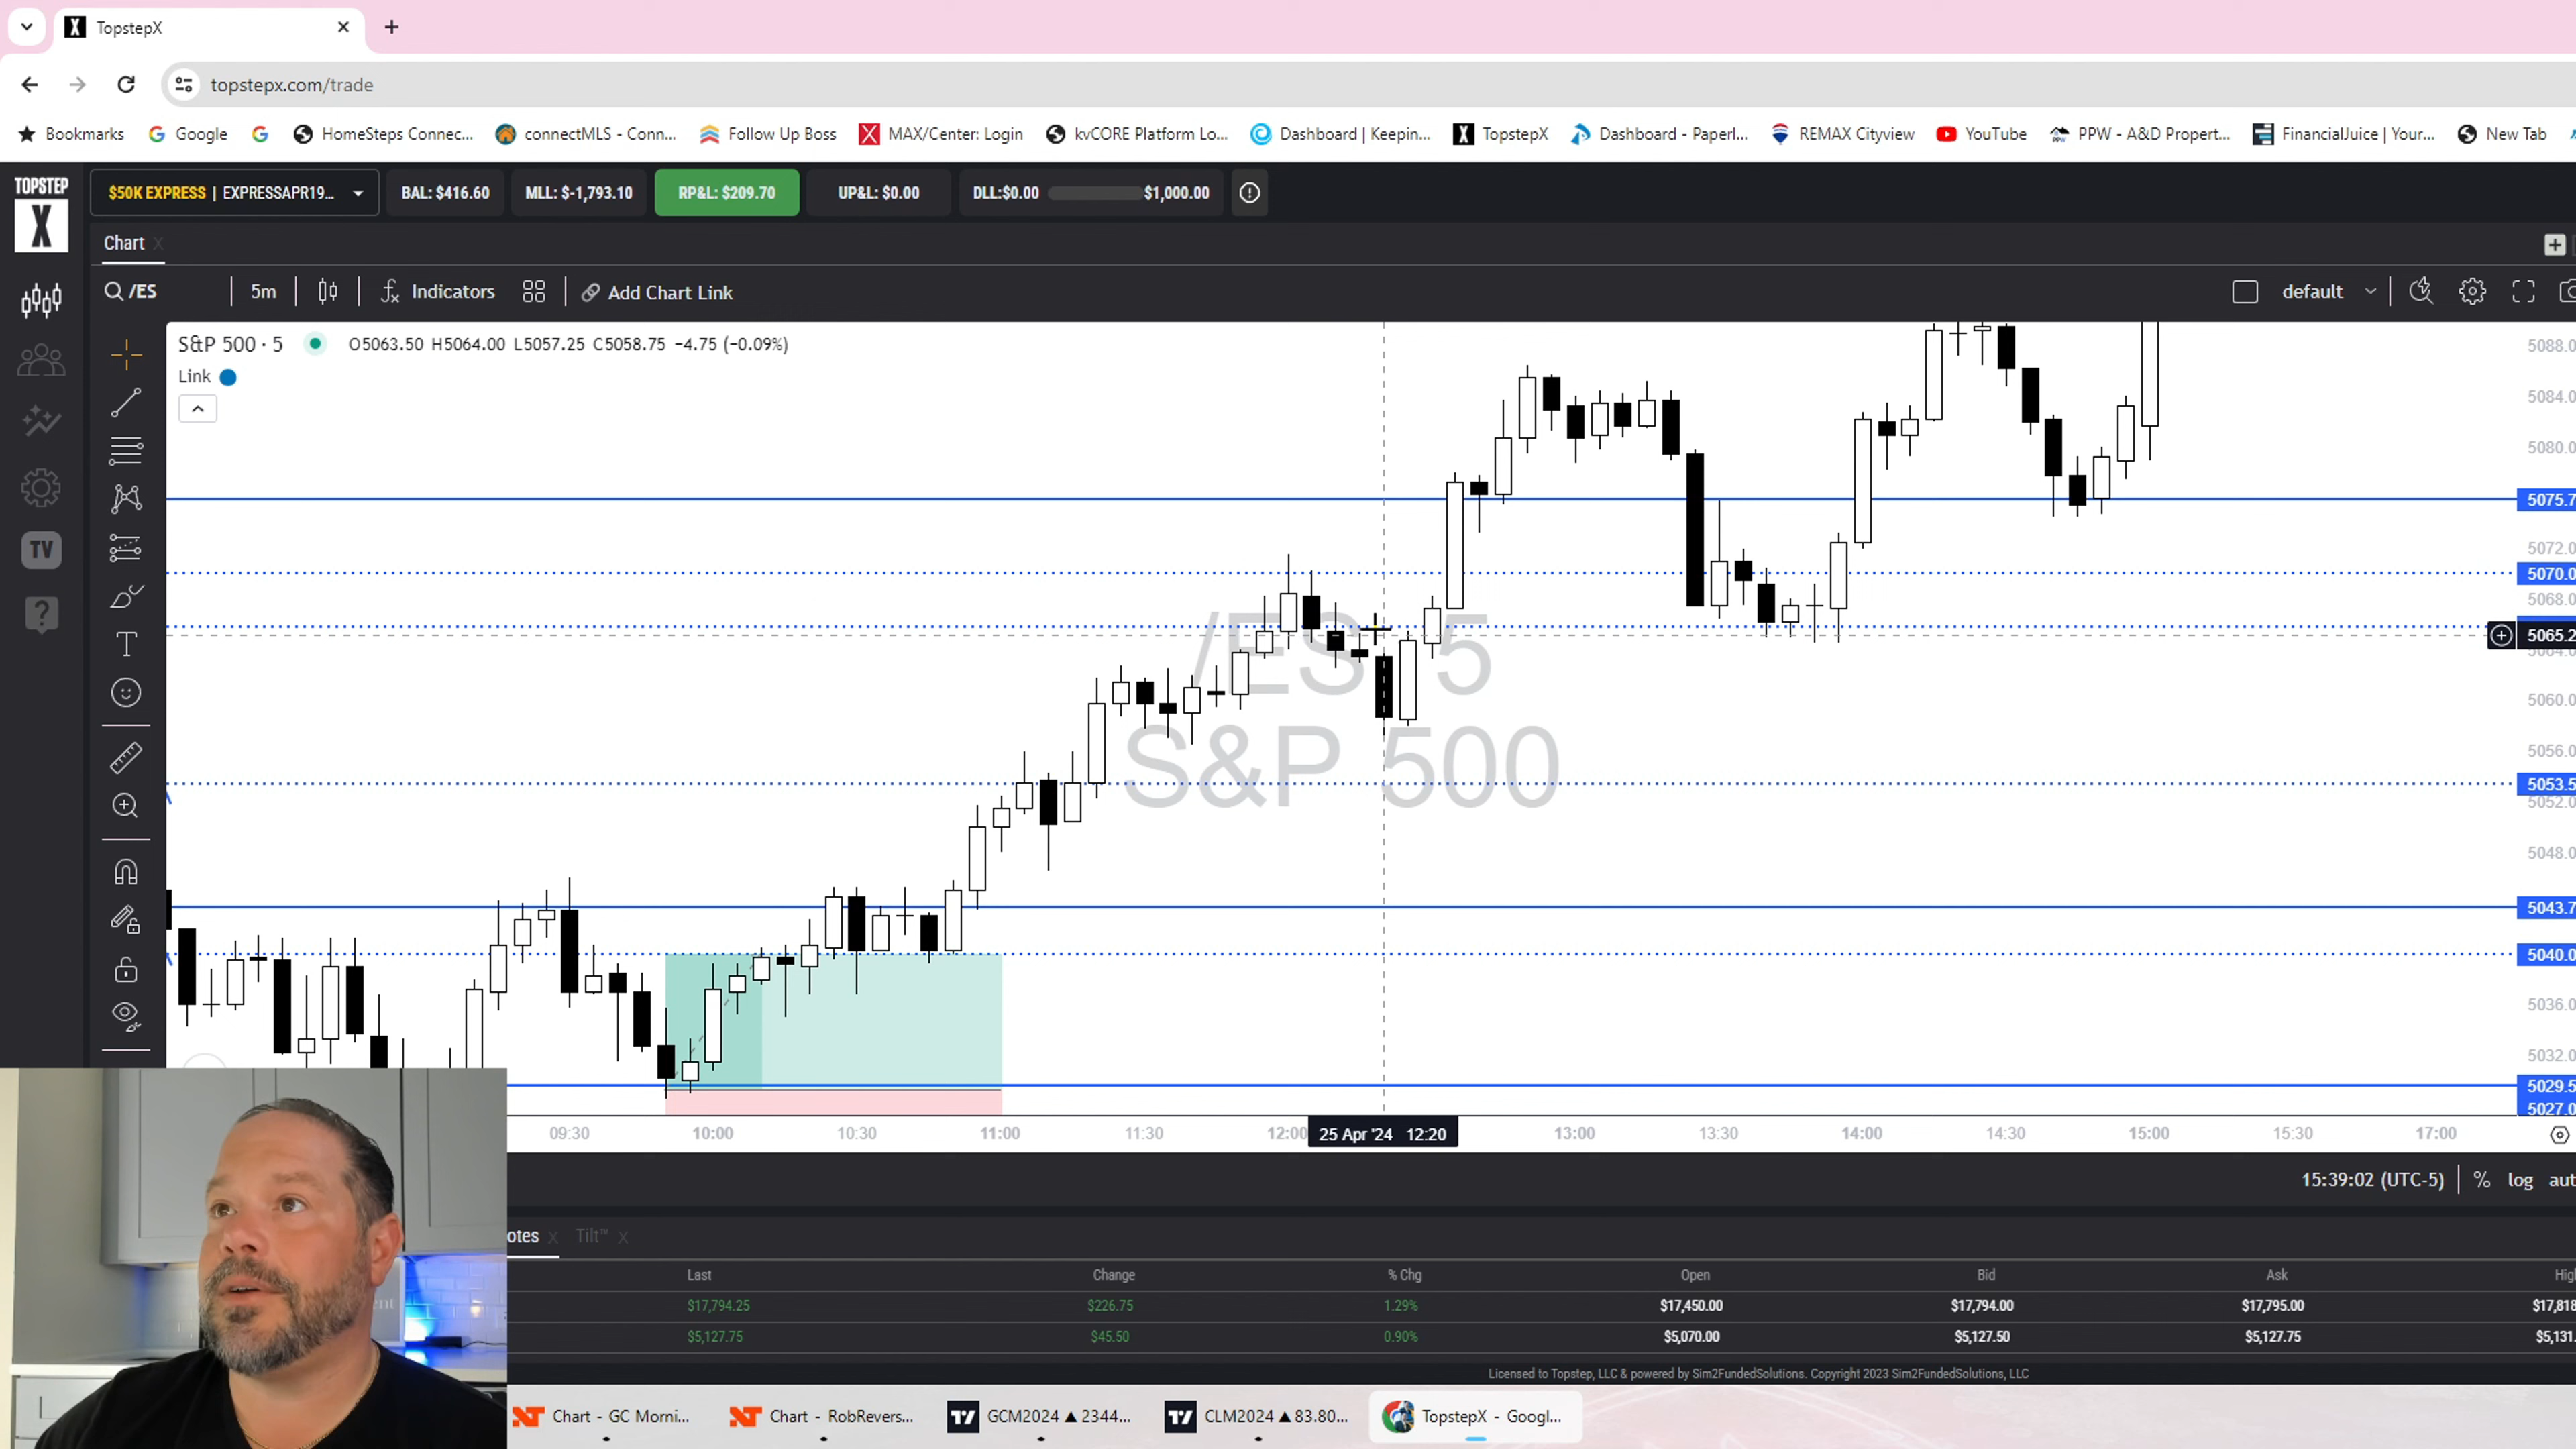 TopstepX
topstepx.com/trade
Bookmarks Google HomeSteps Connec... connectMLS - Conn... Follow Up Boss MAX/Center: Login kvCORE Platform Lo... Dashboard | Keepin... TopstepX Dashboard - Paperl... REMAX Cityview YouTube PPW - A&D Propert... FinancialJuice | Your... New Tab
TOPSTEP X
$50K EXPRESS | EXPRESSAPR19... BAL: $416.60 MLL: $-1,793.10 RP&L: $209.70 UP&L: $0.00 DLL:$0.00 $1,000.00
Chart
/ES 5m Indicators Add Chart Link default
S&P 500 · 5 O5063.50 H5064.00 L5057.25 C5058.75 −4.75 (−0.09%)
Link
TV
5088.0
5084.0
5080.0
5075.7
5072.0
5070.0
5068.0
5065.2
5064.0
5060.0
5056.0
5053.5
5052.0
5048.0
5043.7
5040.0
5036.0
5032.0
5029.5
5027.0
S&P 500
09:30 10:00 10:30 11:00 11:30 12:00 25 Apr '24 12:20 13:00 13:30 14:00 14:30 15:00 15:30 17:00
15:39:02 (UTC-5) % log aut
otes Tilt™
Last Change % Chg Open Bid Ask High
$17,794.25 $226.75 1.29% $17,450.00 $17,794.00 $17,795.00 $17,818
$5,127.75 $45.50 0.90% $5,070.00 $5,127.50 $5,127.75 $5,131.
Licensed to Topstep, LLC & powered by Sim2FundedSolutions. Copyright 2023 Sim2FundedSolutions, LLC
Chart - GC Morni... Chart - RobRevers... GCM2024 ▲ 2344... CLM2024 ▲ 83.80... TopstepX - Googl...